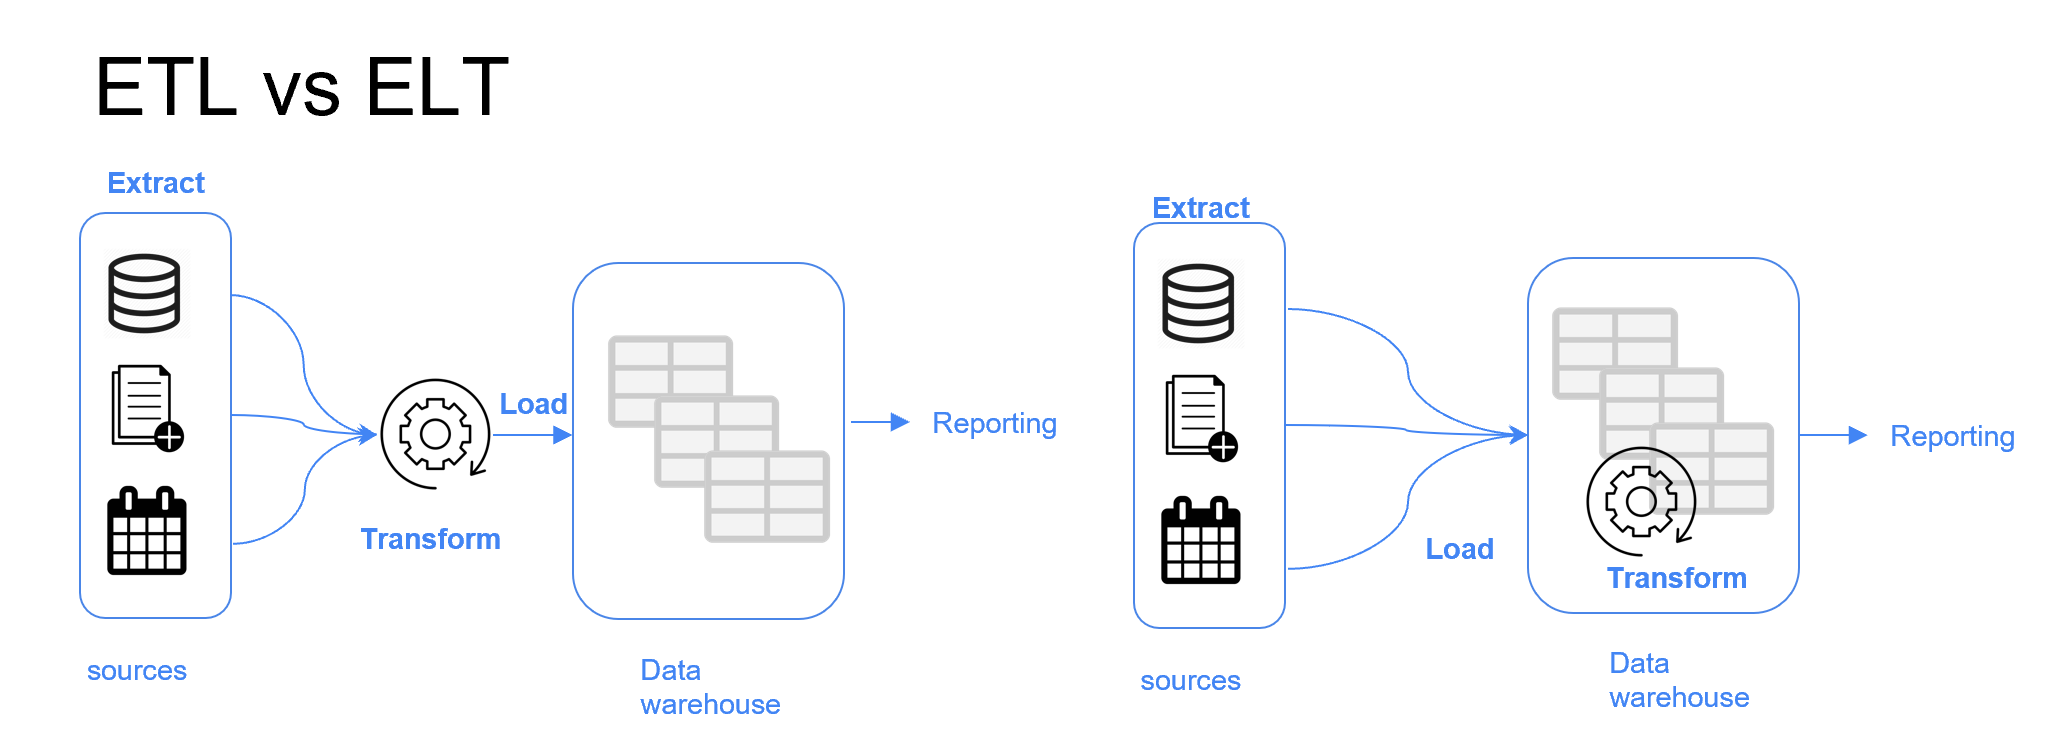 ETL vs ELT
Extract
Load
Transform
Reporting
sources
Data
warehouse
Extract
Load
Transform
Reporting
sources
Data
warehouse